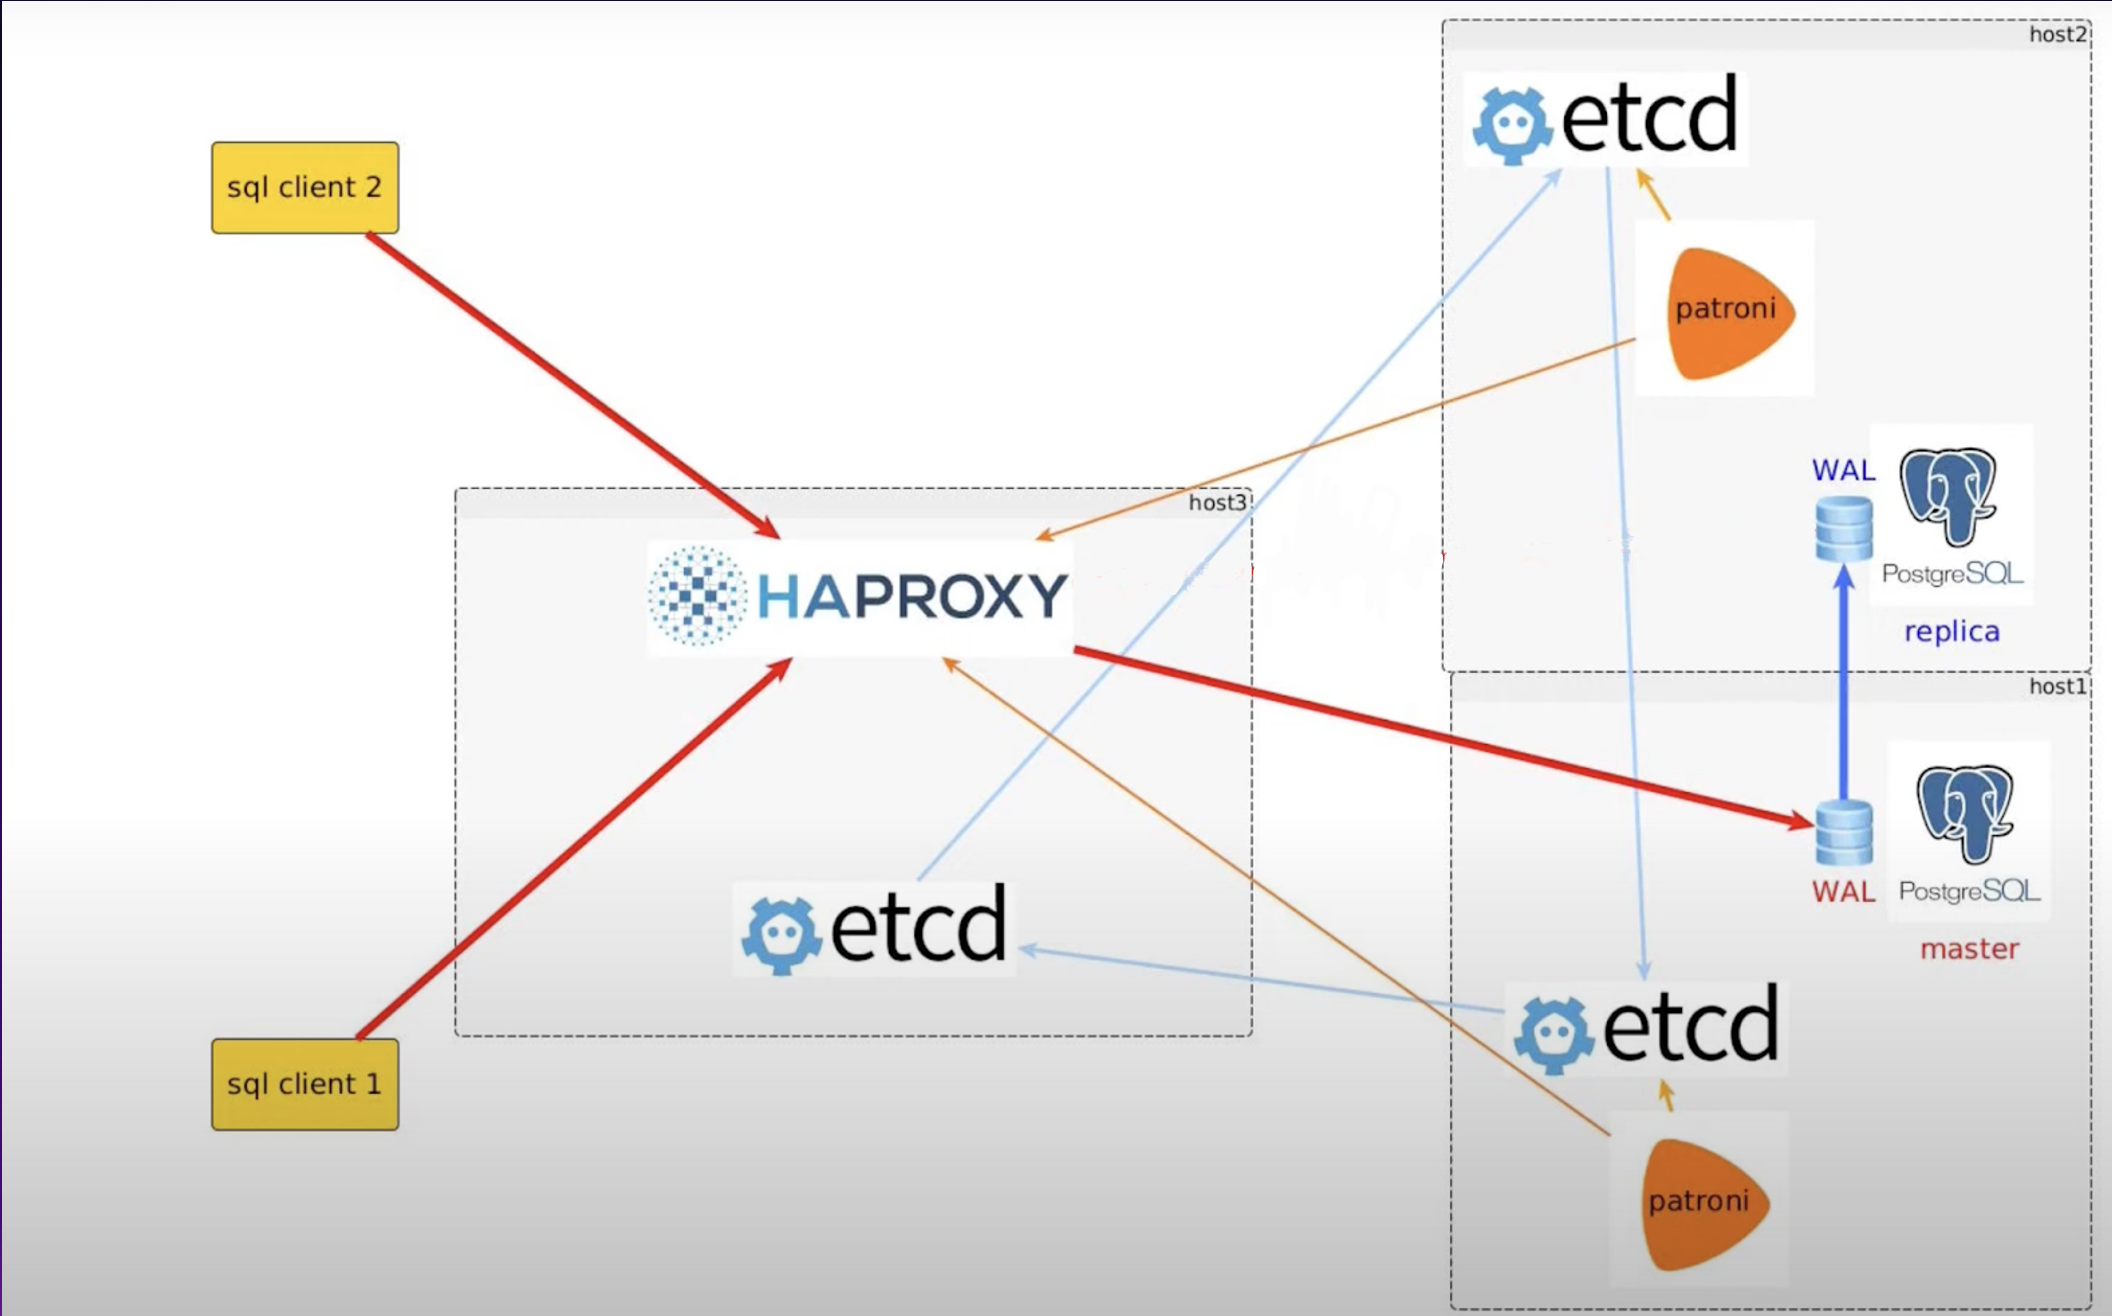 host2
etcd
sql client 2
patroni
WAL
PostgreSQL
replica
host3
HAPROXY
host1
WAL
PostgreSQL
master
etcd
etcd
sql client 1
patroni